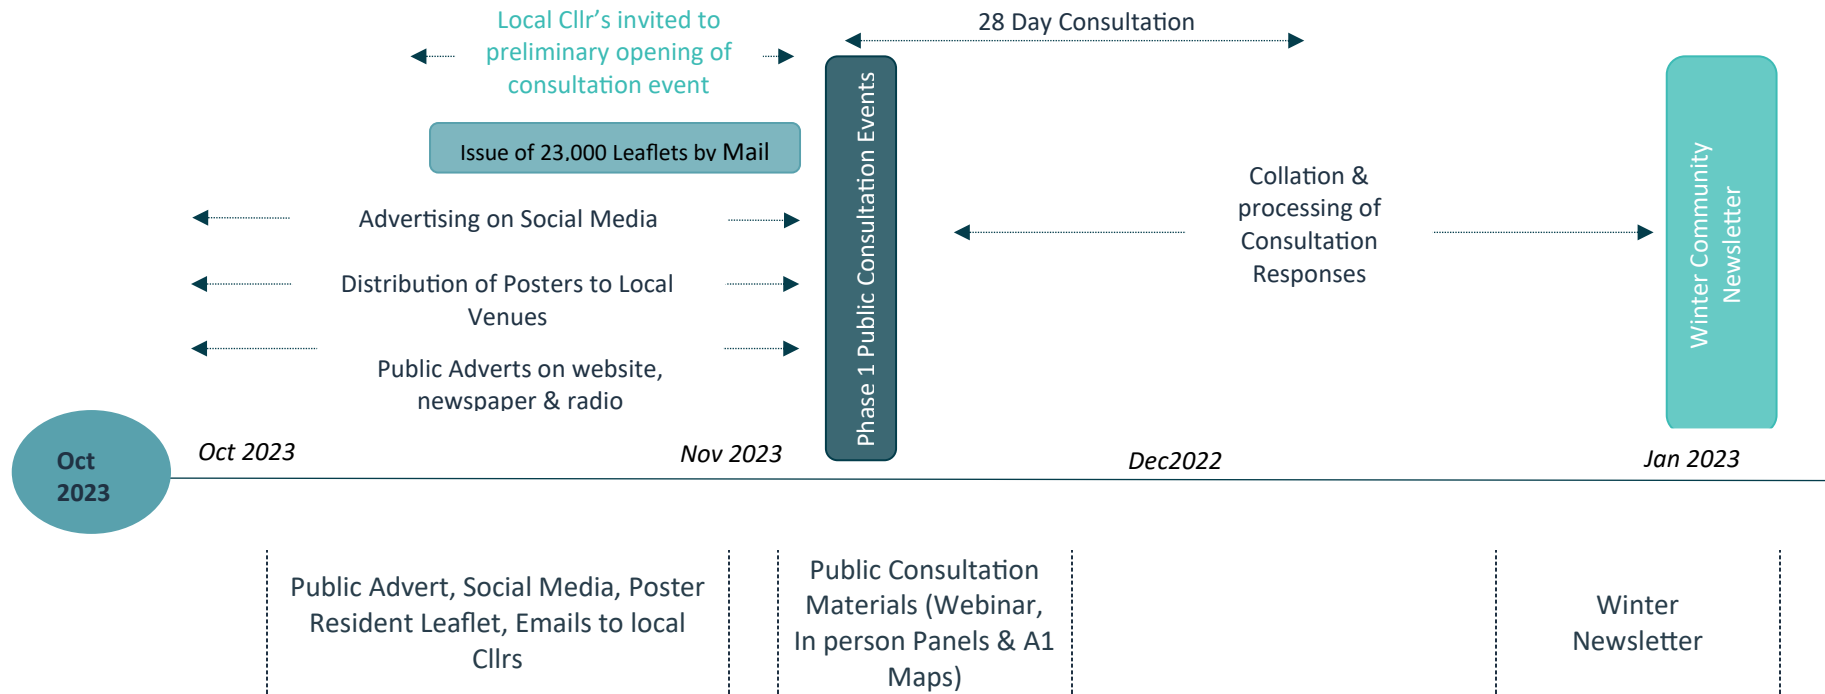 Local Cllr’s invited to
preliminary opening of
consultation event
28 Day Consultation
Issue of 23,000 Leaflets by Mail
Advertising on Social Media
Distribution of Posters to Local
Venues
Public Adverts on website,
newspaper & radio
Phase 1 Public Consultation Events
Collation &
processing of
Consultation
Responses
Winter Community
Newsletter
Oct
2023
Oct 2023
Nov 2023
Dec2022
Jan 2023
Public Advert, Social Media, Poster
Resident Leaflet, Emails to local
Cllrs
Public Consultation
Materials (Webinar,
In person Panels & A1
Maps)
Winter
Newsletter